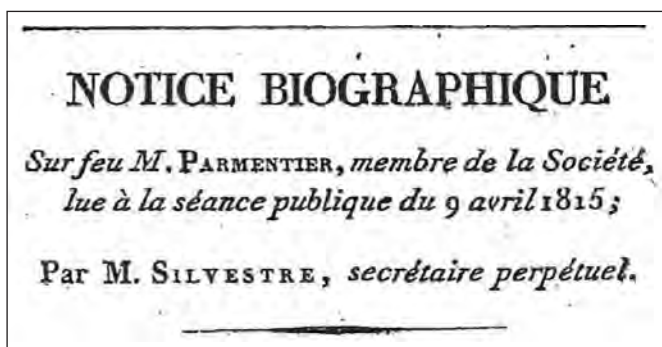 NOTICE BIOGRAPHIQUE
Sur feu M. PARMENTIER, membre de la Société,
lue à la séance publique du 9 avril 1815;
Par M. SILVESTRE, secrétaire perpétuel.